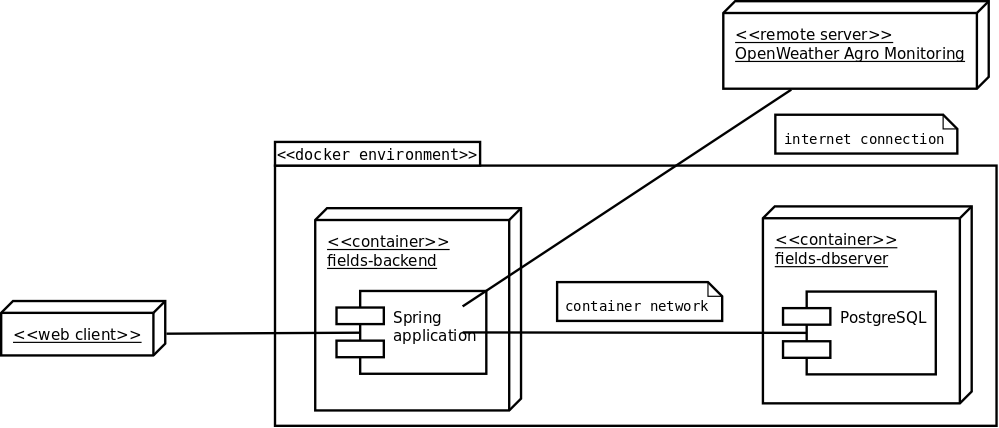 <<remote server>>
OpenWeather Agro Monitoring
internet connection
<<docker environment>>
<<container>>
fields-backend
Spring
application
container network
<<container>>
fields-dbserver
PostgreSQL
<<web client>>